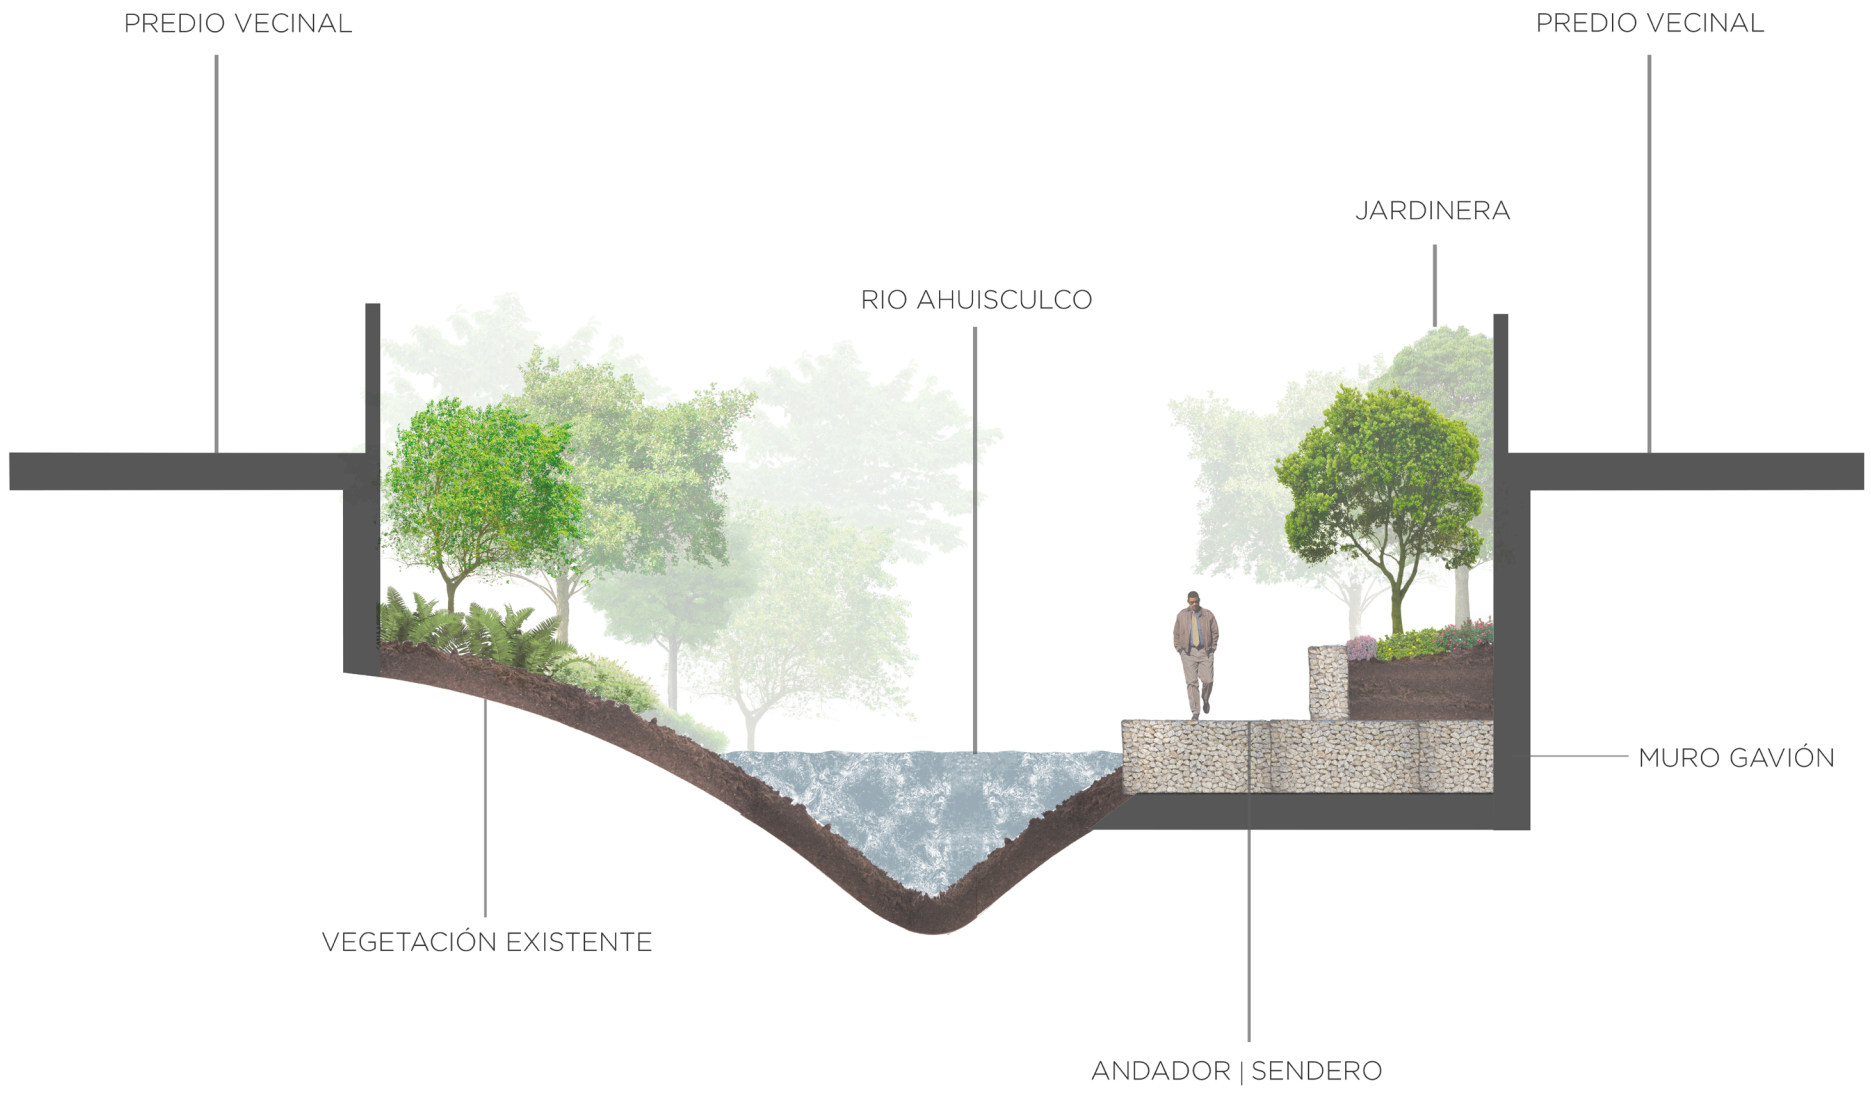 PREDIO VECINAL
PREDIO VECINAL
JARDINERA
RIO AHUISCULCO
MURO GAVIÓN
VEGETACIÓN EXISTENTE
ANDADOR | SENDERO